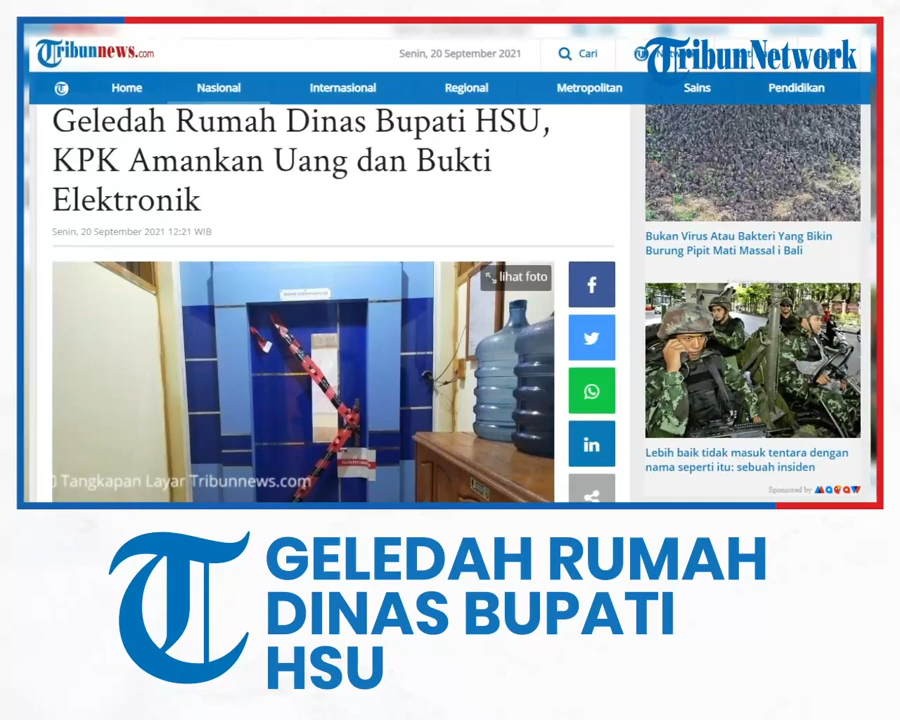 Tribunnews.com
Senin, 20 September 2021
Cari
TribunNetwork
Home Nasional Internasional Regional Metropolitan Sains Pendidikan
Geledah Rumah Dinas Bupati HSU,
KPK Amankan Uang dan Bukti
Elektronik
Senin, 20 September 2021 12:21 WIB
lihat foto
Tangkapan Layar Tribunnews.com
Bukan Virus Atau Bakteri Yang Bikin
Burung Pipit Mati Massal i Bali
Lebih baik tidak masuk tentara dengan
nama seperti itu: sebuah insiden
Sponsored by
GELEDAH RUMAH
DINAS BUPATI
HSU